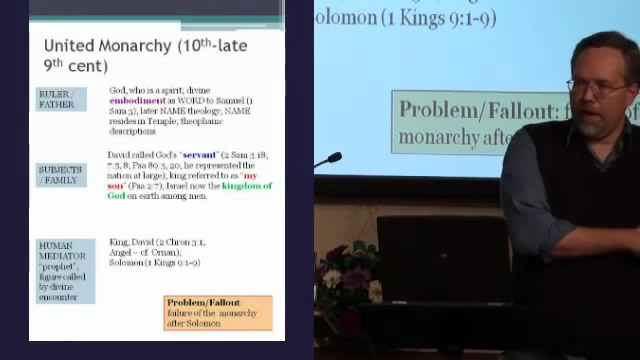 United Monarchy (10th-late
9th cent)
RULER /
FATHER
God, who is a spirit; divine
embodiment as WORD to Samuel (1
Sam 3), later NAME theology, NAME
resides in Temple; theophanic
descriptions
SUBJECTS
/ FAMILY
David called God's "servant" (2 Sam 3:18,
7:5, 8; Psa 89:3, 20; he represented the
nation at large), king referred to as "my
son" (Psa 2:7); Israel now the kingdom of
God on earth among men.
HUMAN
MEDIATOR
"prophet"; 
figure called
by divine
encounter
King, David (2 Chron 3:1;
Angel – cf. Ornan);
Solomon (1 Kings 9:1-9)
Problem/Fallout:
failure of the monarchy
after Solomon
Solomon (1 Kings 9:1-9)
Problem/Fallout: f
of
monarchy after